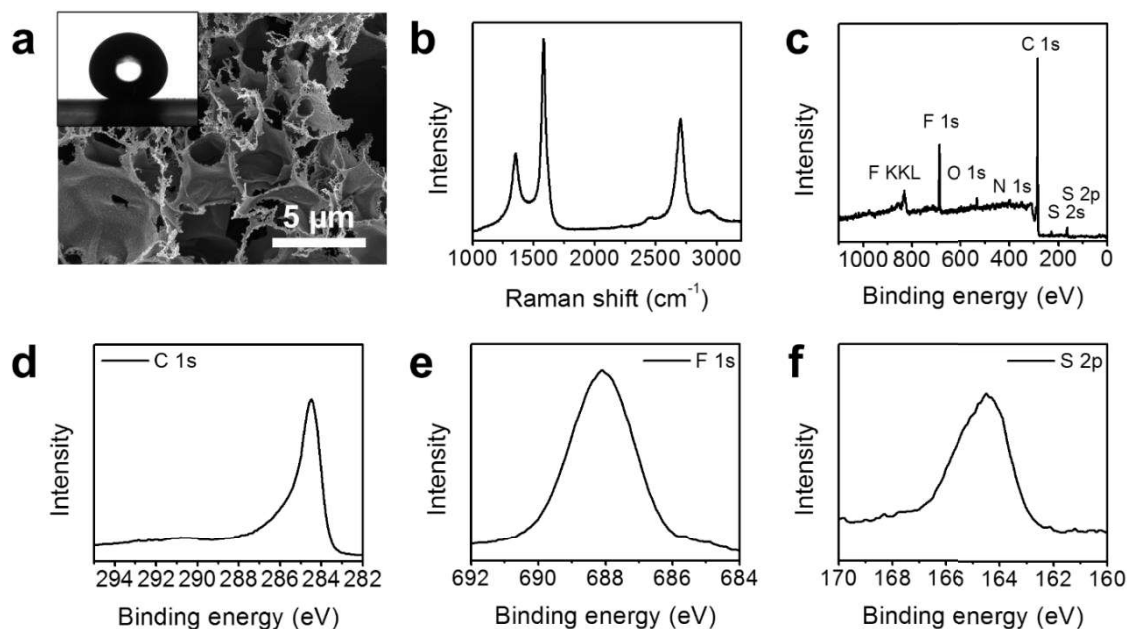 a
5 µm
b
Intensity
1000 1500 2000 2500 3000
Raman shift (cm⁻¹)
c
C 1s
F 1s
F KKL
O 1s
N 1s
S 2p
S 2s
Intensity
1000 800 600 400 200 0
Binding energy (eV)
d
C 1s
Intensity
294 292 290 288 286 284 282
Binding energy (eV)
e
F 1s
Intensity
692 690 688 686 684
Binding energy (eV)
f
S 2p
Intensity
170 168 166 164 162 160
Binding energy (eV)